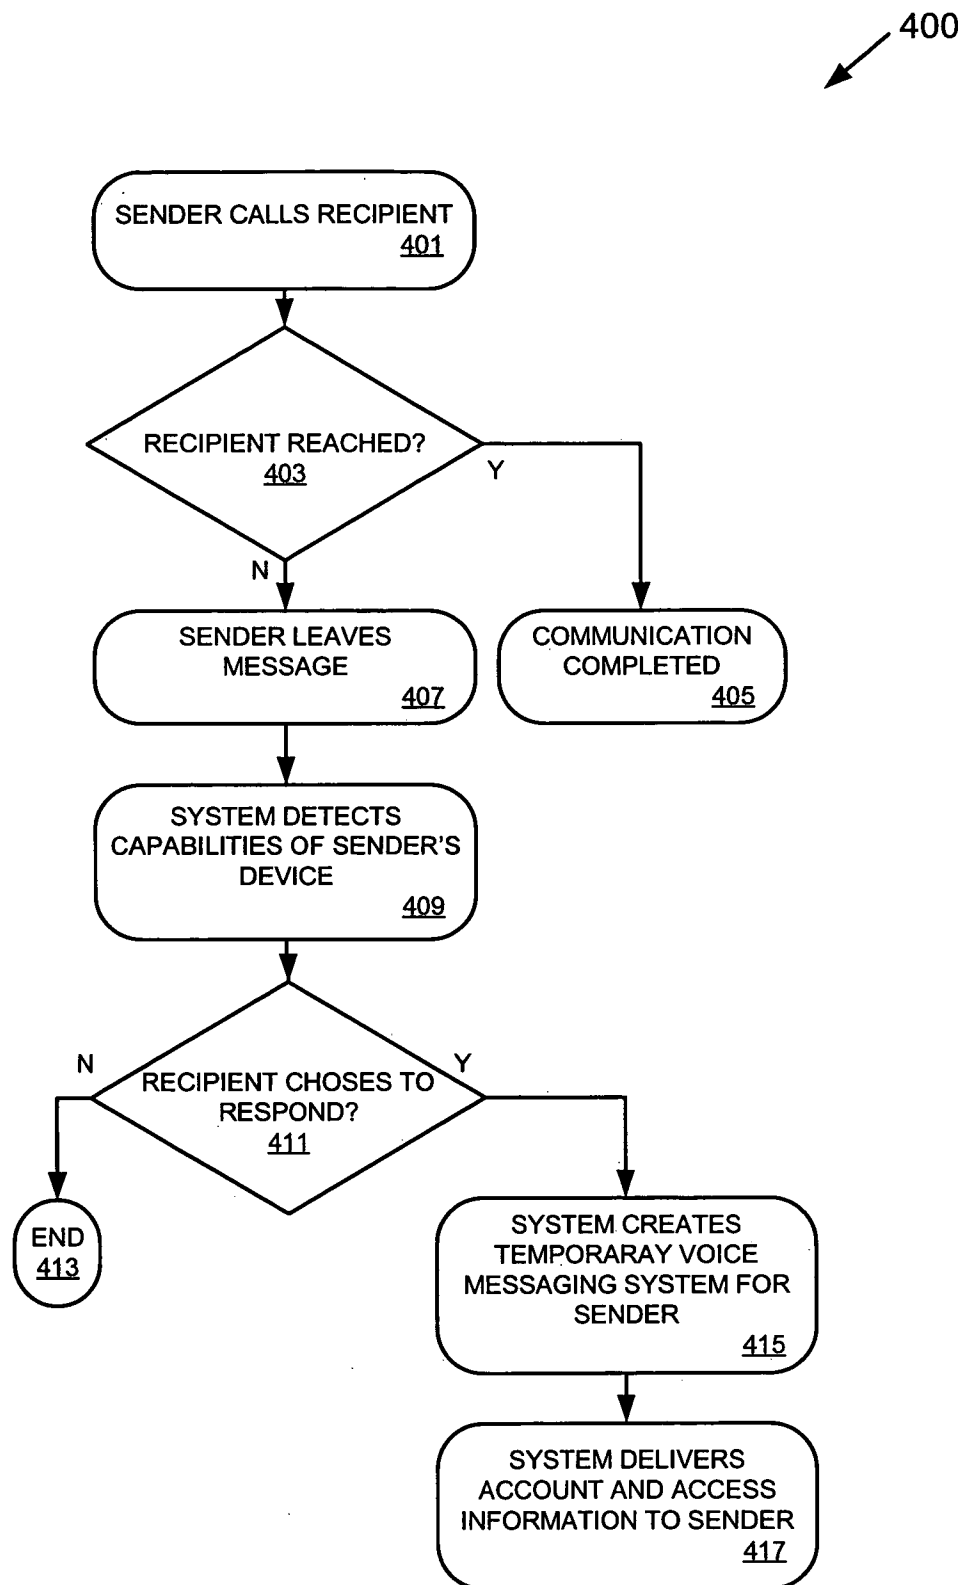 400
SENDER CALLS RECIPIENT
401
RECIPIENT REACHED?
403
Y
N
SENDER LEAVES
MESSAGE
407
COMMUNICATION
COMPLETED
405
SYSTEM DETECTS
CAPABILITIES OF SENDER'S
DEVICE
409
N
Y
RECIPIENT CHOSES TO
RESPOND?
411
END
413
SYSTEM CREATES
TEMPORARAY VOICE
MESSAGING SYSTEM FOR
SENDER
415
SYSTEM DELIVERS
ACCOUNT AND ACCESS
INFORMATION TO SENDER
417